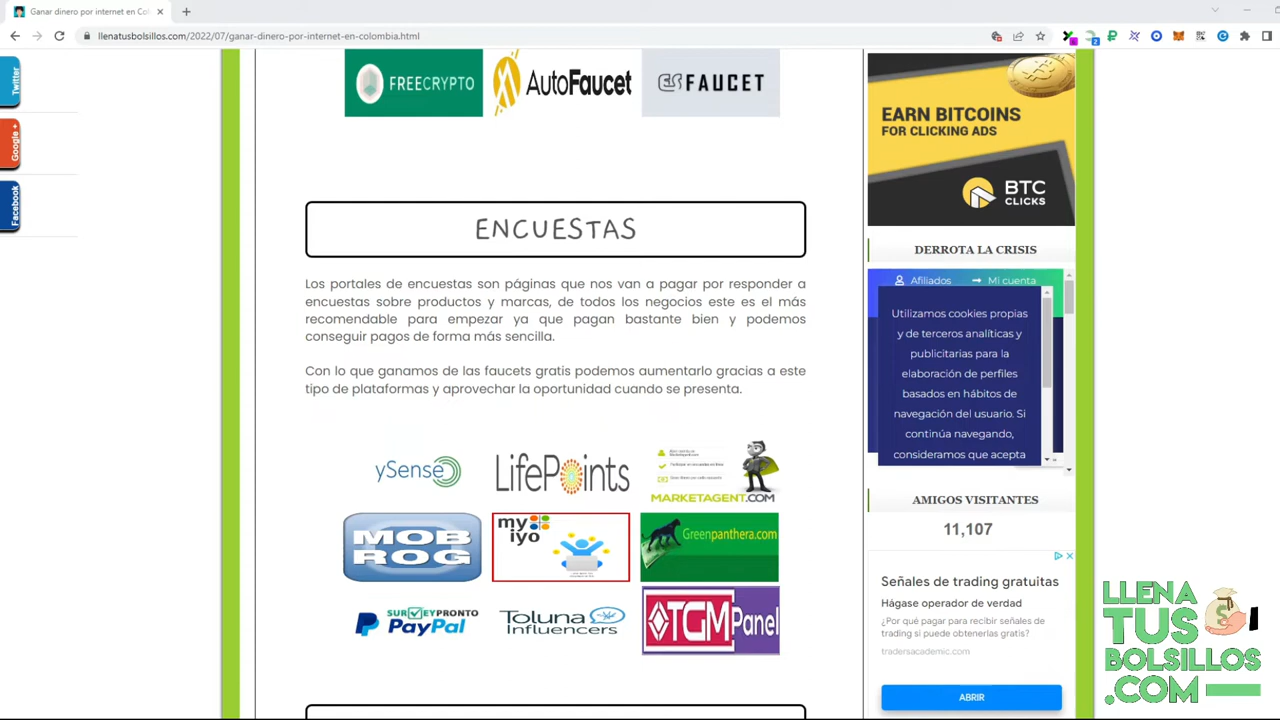 Ganar dinero por internet en Col
llenatusbolsillos.com/2022/07/ganar-dinero-por-internet-en-colombia.html
Twitter
Google +
Facebook
FREECRYPTO
AutoFaucet
ES FAUCET
ENCUESTAS
Los portales de encuestas son páginas que nos van a pagar por responder a
encuestas sobre productos y marcas, de todos los negocios este es el más
recomendable para empezar ya que pagan bastante bien y podemos
conseguir pagos de forma más sencilla.
Con lo que ganamos de las faucets gratis podemos aumentarlo gracias a este
tipo de plataformas y aprovechar la oportunidad cuando se presenta.
ySense
LifePoints
MARKETAGENT.COM
MOB
ROG
my
iyo
Greenpanthera.com
SURVEYPRONTO
PayPal
Toluna
Influencers
TGM Panel
EARN BITCOINS
FOR CLICKING ADS
BTC
CLICKS
DERROTA LA CRISIS
Afiliados
Mi cuenta
Utilizamos cookies propias
y de terceros analíticas y
publicitarias para la
elaboración de perfiles
basados en hábitos de
navegación del usuario. Si
continúa navegando,
consideramos que acepta
AMIGOS VISITANTES
11,107
Señales de trading gratuitas
Hágase operador de verdad
¿Por qué pagar para recibir señales de
trading si puede obtenerlas gratis?
tradersacademic.com
ABRIR
LLENA
TUS
BOLSILLOS
.COM